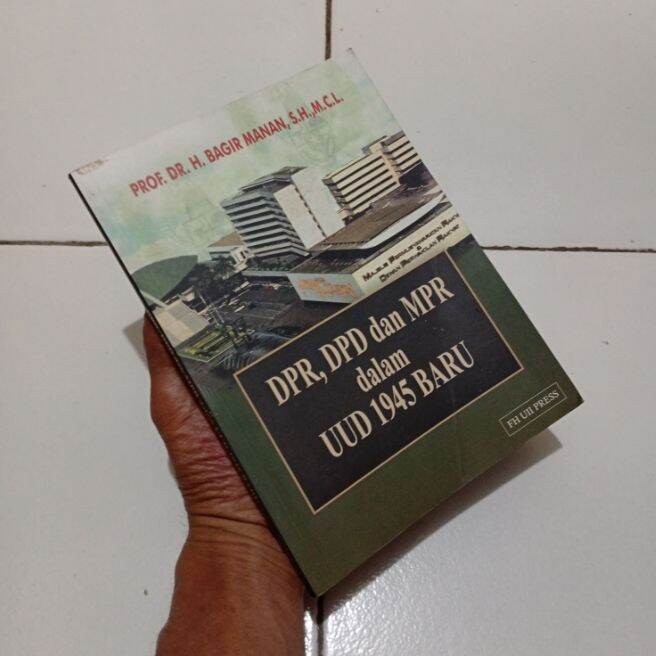 PROF. DR. H. BAGIR MANAN, S.H.,M.C.L.
DPR, DPD dan MPR
dalam
UUD 1945 BARU
FH UII PRESS